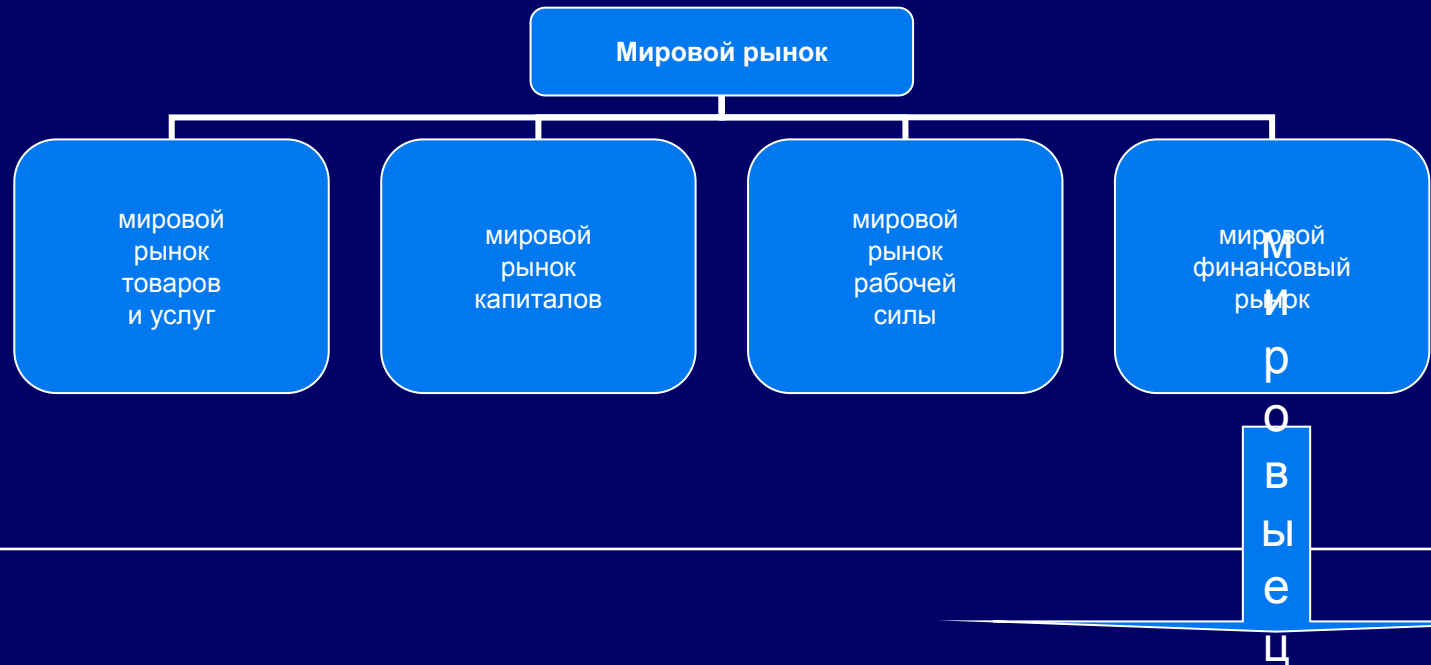 Мировой рынок
мировой
рынок
товаров
и услуг
мировой
рынок
капиталов
мировой
рынок
рабочей
силы
мировой
финансовый
рынок
м
и
р
о
в
ы
е
ц